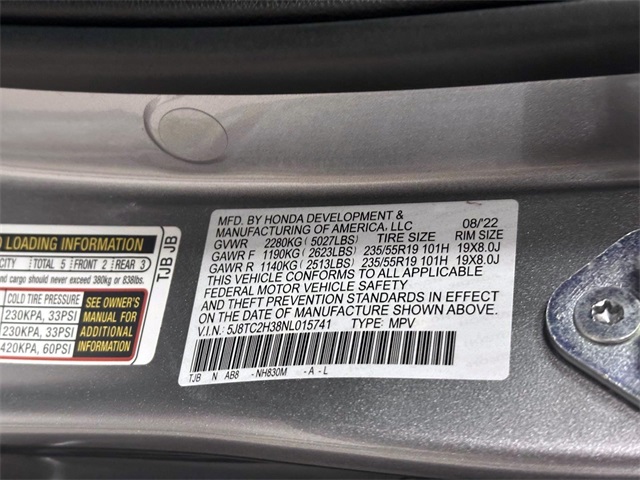 LOADING INFORMATION
TOTAL 5 FRONT 2 REAR 3
and cargo should never exceed 380kg or 838lbs.
COLD TIRE PRESSURE
230KPA, 33PSI
230KPA, 33PSI
420KPA, 60PSI
SEE OWNER'S
MANUAL FOR
ADDITIONAL
INFORMATION
TJB JB
MFD. BY HONDA DEVELOPMENT &
MANUFACTURING OF AMERICA, LLC 08/'22
GVWR 2280KG ( 5027LBS) TIRE SIZE RIM SIZE
GAWR F 1190KG ( 2623LBS) 235/55R19 101H 19X8.0J
GAWR R 1140KG ( 2513LBS) 235/55R19 101H 19X8.0J
THIS VEHICLE CONFORMS TO ALL APPLICABLE
FEDERAL MOTOR VEHICLE SAFETY
AND THEFT PREVENTION STANDARDS IN EFFECT
ON THE DATE OF MANUFACTURE SHOWN ABOVE.
V.I.N. 5J8TC2H38NL015741 TYPE: MPV
TJB N AB8 - NH830M - A - L